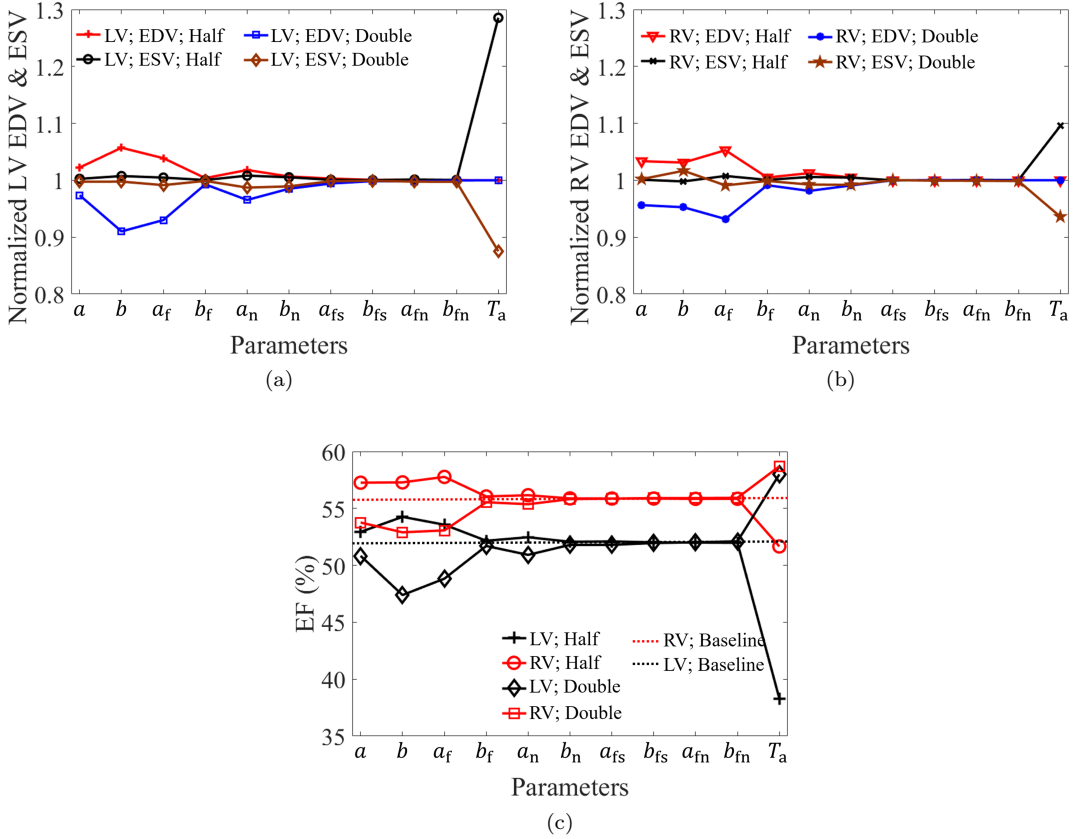 Normalized LV EDV & ESV
1.3
1.2
1.1
1
0.9
0.8
LV; EDV; Half
LV; ESV; Half
LV; EDV; Double
LV; ESV; Double
a b a_f b_f a_n b_n a_fs b_fs a_fn b_fn T_a
Parameters
(a)
Normalized RV EDV & ESV
1.3
1.2
1.1
1
0.9
0.8
RV; EDV; Half
RV; ESV; Half
RV; EDV; Double
RV; ESV; Double
a b a_f b_f a_n b_n a_fs b_fs a_fn b_fn T_a
Parameters
(b)
EF (%)
60
55
50
45
40
35
LV; Half
RV; Half
LV; Double
RV; Double
RV; Baseline
LV; Baseline
a b a_f b_f a_n b_n a_fs b_fs a_fn b_fn T_a
Parameters
(c)